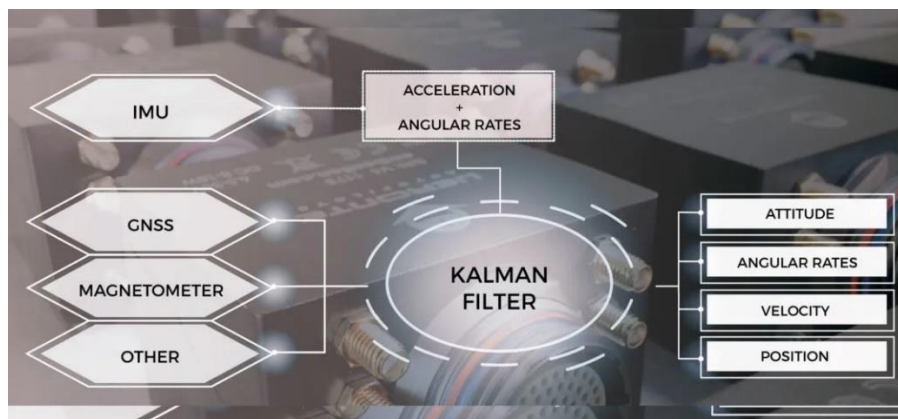 IMU
ACCELERATION
+
ANGULAR RATES
GNSS
MAGNETOMETER
OTHER
KALMAN
FILTER
ATTITUDE
ANGULAR RATES
VELOCITY
POSITION